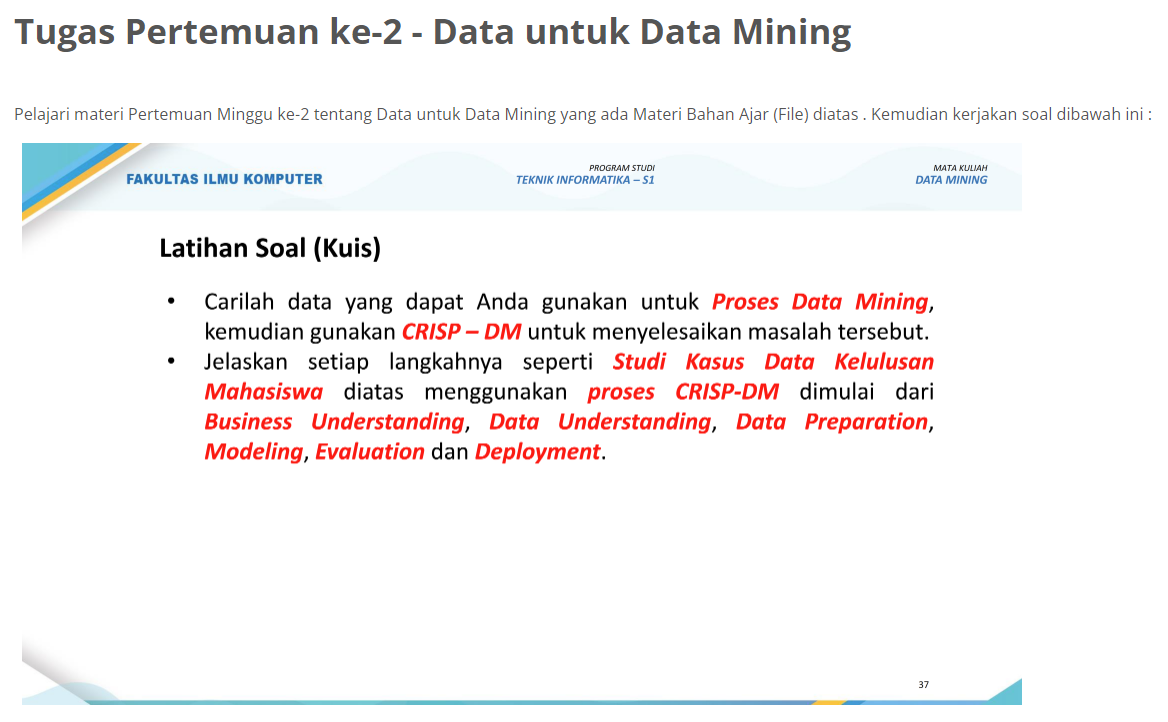 Tugas Pertemuan ke-2 - Data untuk Data Mining
Pelajari materi Pertemuan Minggu ke-2 tentang Data untuk Data Mining yang ada Materi Bahan Ajar (File) diatas . Kemudian kerjakan soal dibawah ini :
FAKULTAS ILMU KOMPUTER
PROGRAM STUDI
TEKNIK INFORMATIKA – S1
MATA KULIAH
DATA MINING
Latihan Soal (Kuis)
• Carilah data yang dapat Anda gunakan untuk Proses Data Mining,
kemudian gunakan CRISP – DM untuk menyelesaikan masalah tersebut.
• Jelaskan setiap langkahnya seperti Studi Kasus Data Kelulusan
Mahasiswa diatas menggunakan proses CRISP-DM dimulai dari
Business Understanding, Data Understanding, Data Preparation,
Modeling, Evaluation dan Deployment.
37